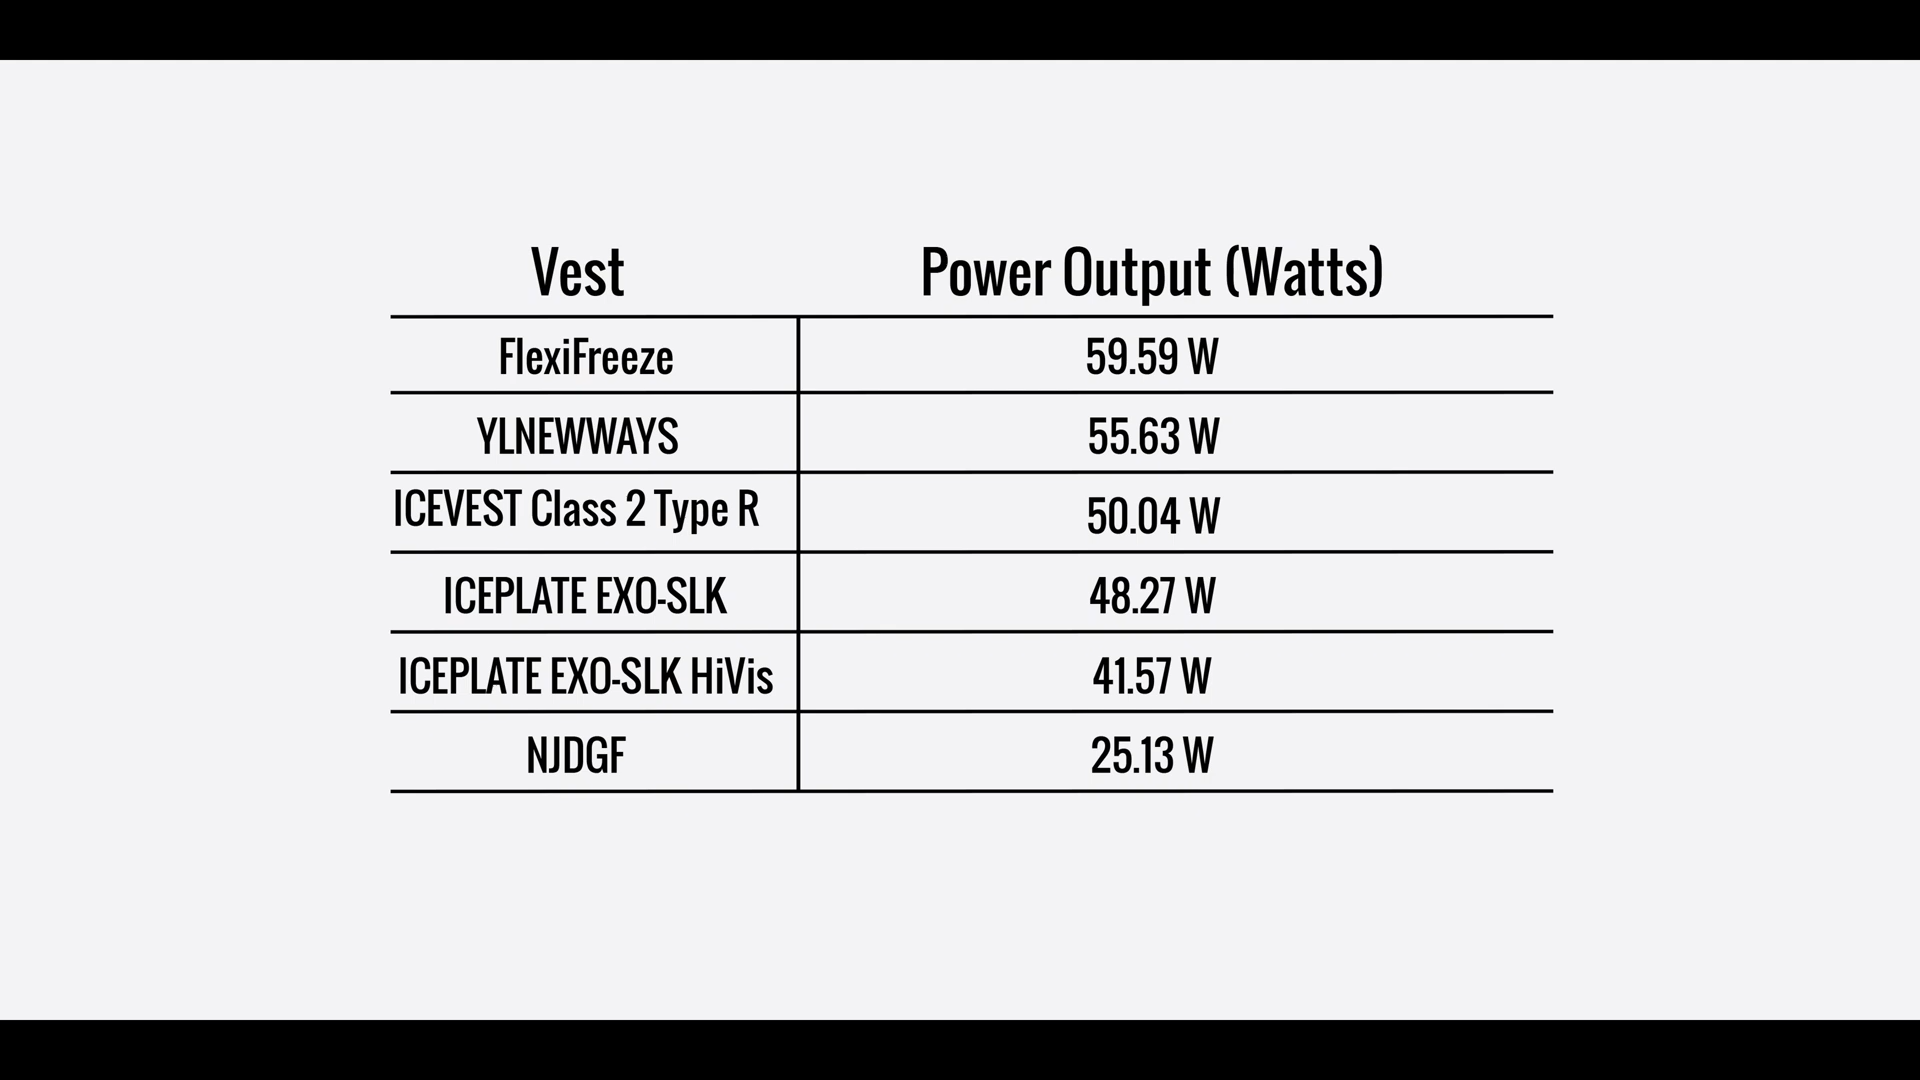 Vest Power Output (Watts)
FlexiFreeze 59.59 W
YLNEWWAYS 55.63 W
ICEVEST Class 2 Type R 50.04 W
ICEPLATE EXO-SLK 48.27 W
ICEPLATE EXO-SLK HiVis 41.57 W
NJDGF 25.13 W